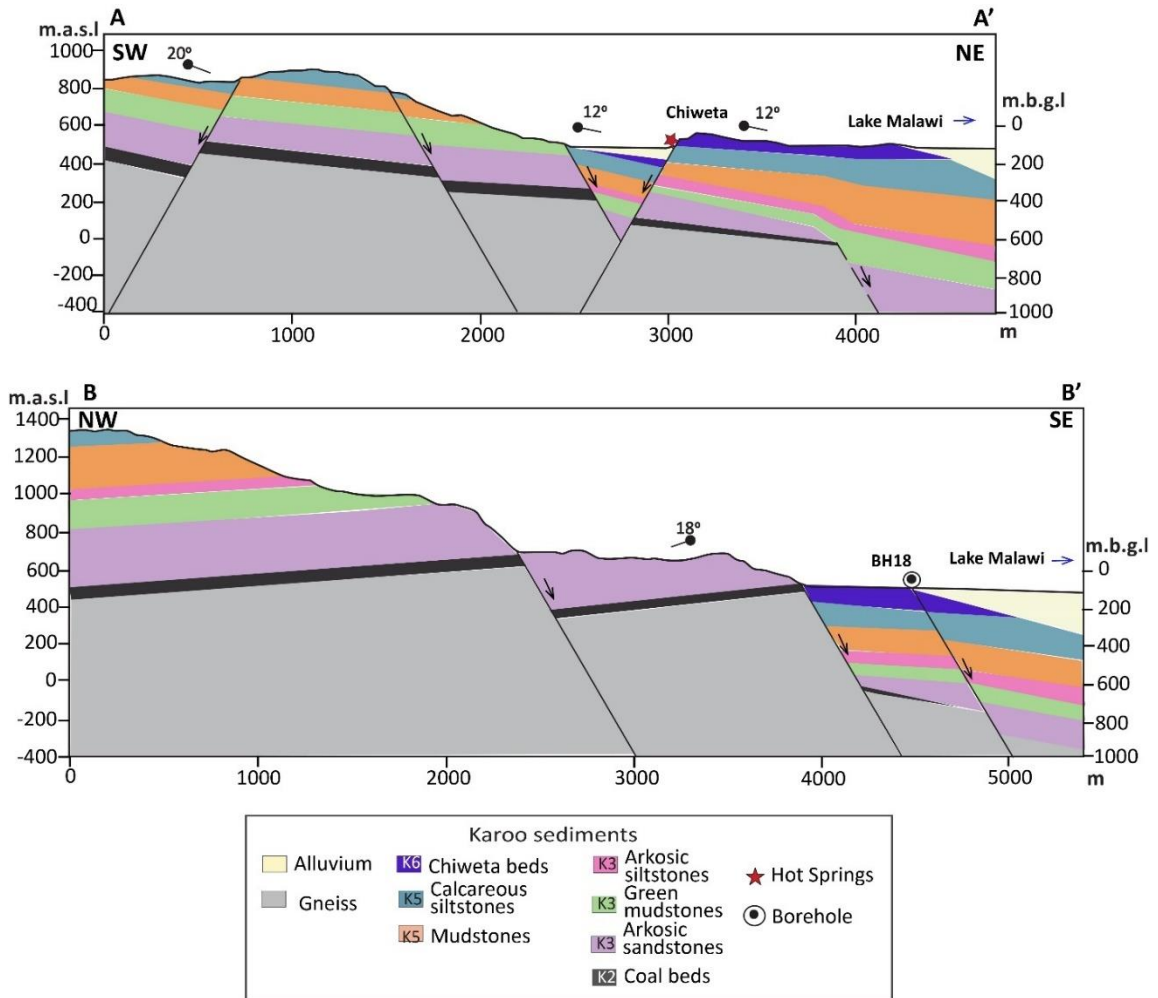 m.a.s.l A A'
SW NE
1000
800
600
400
200
0
-200
-400
20º
12º
Chiweta
12º
Lake Malawi
m.b.g.l
0
200
400
600
800
1000
0 1000 2000 3000 4000 m
m.a.s.l B B'
NW SE
1400
1200
1000
800
600
400
200
0
-200
-400
18º
BH18
Lake Malawi
m.b.g.l
0
200
400
600
800
1000
0 1000 2000 3000 4000 5000 m
Karoo sediments
Alluvium
Gneiss
K6 Chiweta beds
K5 Calcareous
siltstones
K5 Mudstones
K3 Arkosic
siltstones
K3 Green
mudstones
K3 Arkosic
sandstones
K2 Coal beds
Hot Springs
Borehole